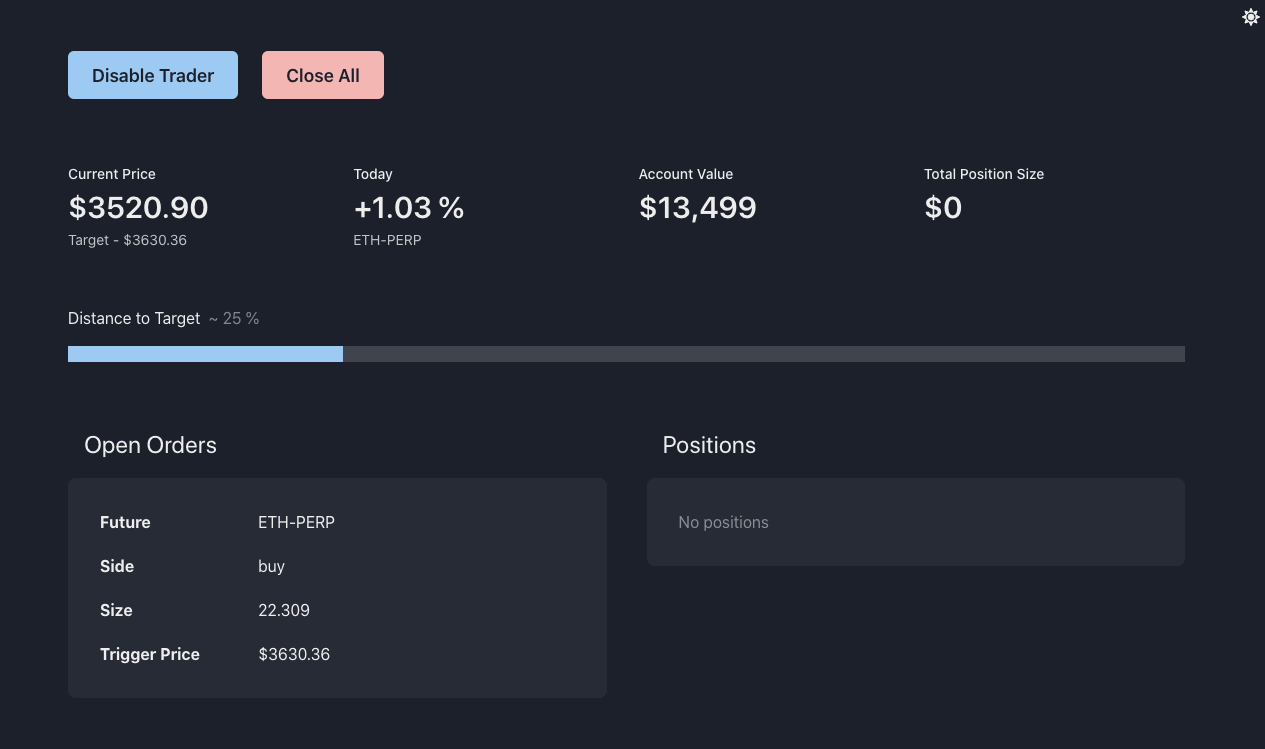 Disable Trader
Close All
Current Price
$3520.90
Target - $3630.36
Today
+1.03 %
ETH-PERP
Account Value
$13,499
Total Position Size
$0
Distance to Target ~ 25 %
Open Orders
Future ETH-PERP
Side buy
Size 22.309
Trigger Price $3630.36
Positions
No positions